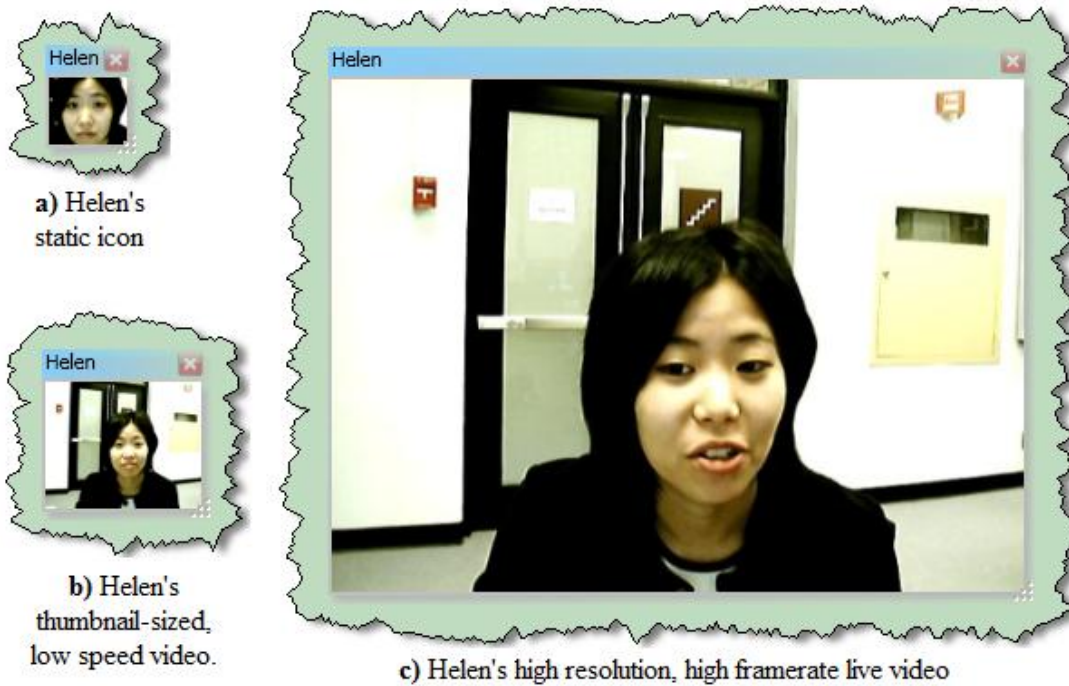 Helen
a) Helen's
static icon
Helen
b) Helen's
thumbnail-sized,
low speed video.
Helen
c) Helen's high resolution, high framerate live video